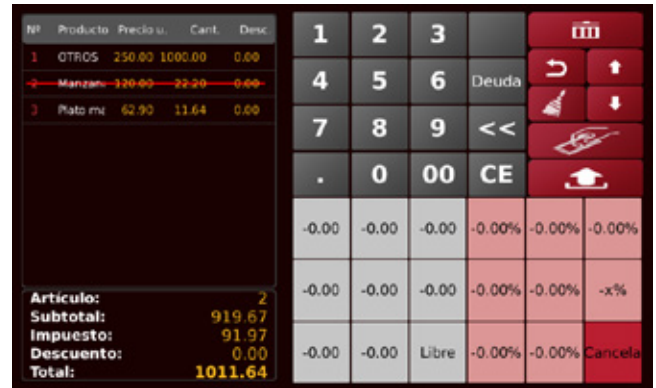 Nº Producto Precio u. Cant. Desc.
1 OTROS 250.00 1000.00 0.00
2 Manzan: 120.00 22.20 0.00
3 Plato ma 62.90 11.64 0.00
Artículo: 2
Subtotal: 919.67
Impuesto: 91.97
Descuento: 0.00
Total: 1011.64
1 2 3
4 5 6 Deuda
7 8 9 <<
. 0 00 CE
-0.00 -0.00 -0.00 -0.00% -0.00% -0.00%
-0.00 -0.00 -0.00 -0.00% -0.00% -x%
-0.00 -0.00 Libre -0.00% -0.00% Cancela